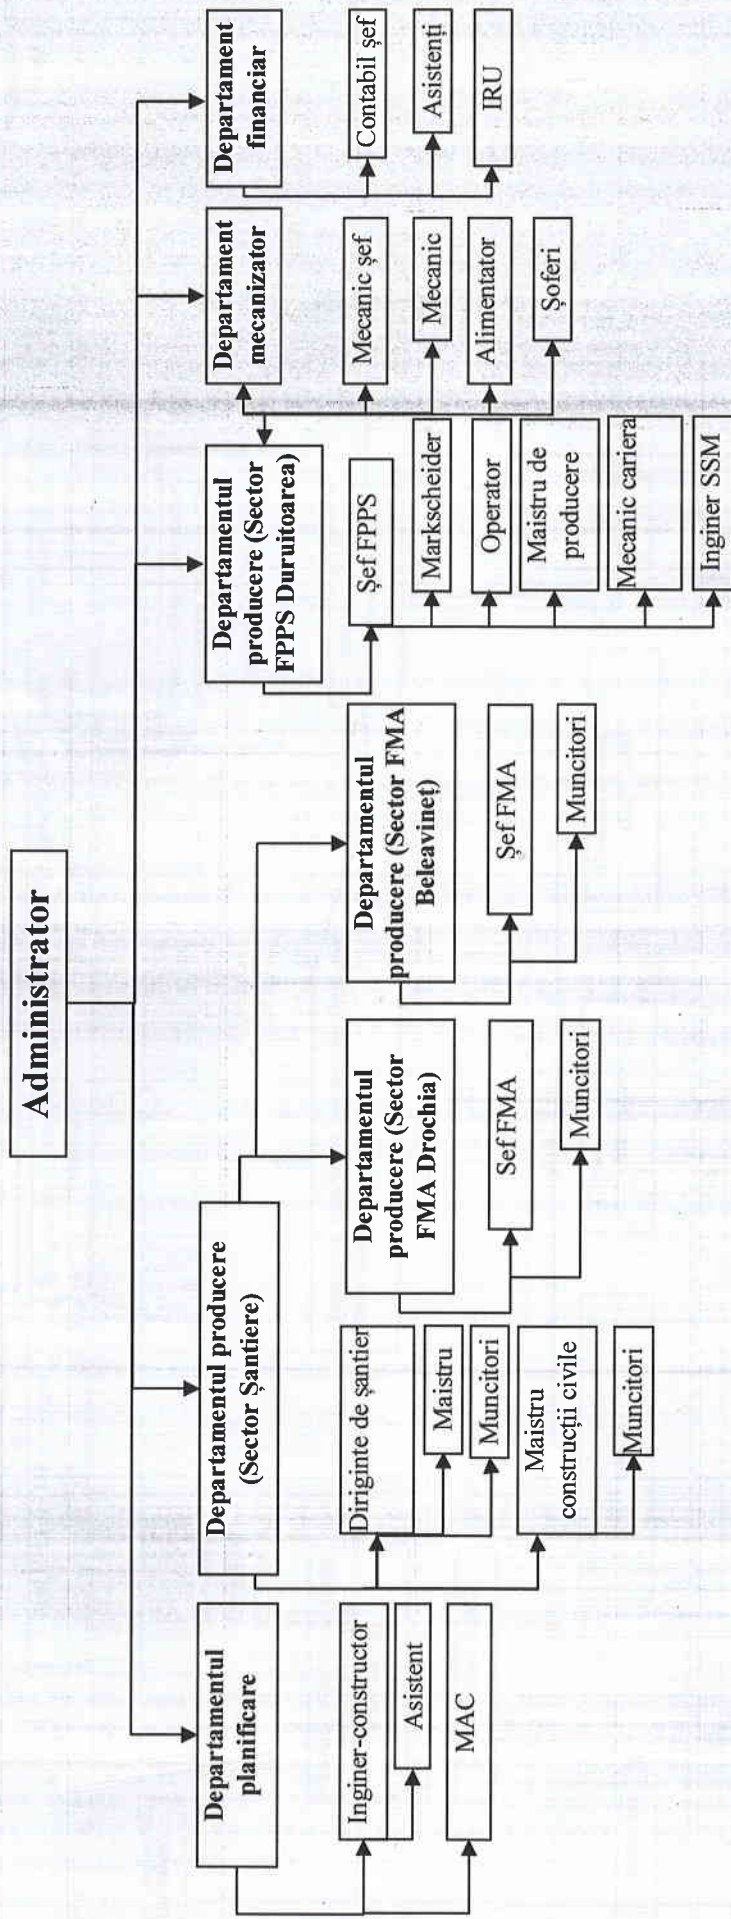 Administrator
Departamentul
planificare
Inginer-constructor
Asistent
MAC
Departamentul producere
(Sector Șantiere)
Diriginte de șantier
Maistru
Muncitori
Maistru
construcții civile
Muncitori
Departamentul
producere (Sector
FMA Drochia)
Șef FMA
Muncitori
Departamentul
producere (Sector FMA
Beleavineț)
Șef FMA
Muncitori
Departamentul
producere (Sector
FPPS Duruitoarea)
Șef FPPS
Markscheider
Operator
Maistru de
producere
Mecanic cariera
Inginer SSM
Departament
mecanizator
Mecanic șef
Mecanic
Alimentator
Șoferi
Departament
financiar
Contabil șef
Asistenți
IRU